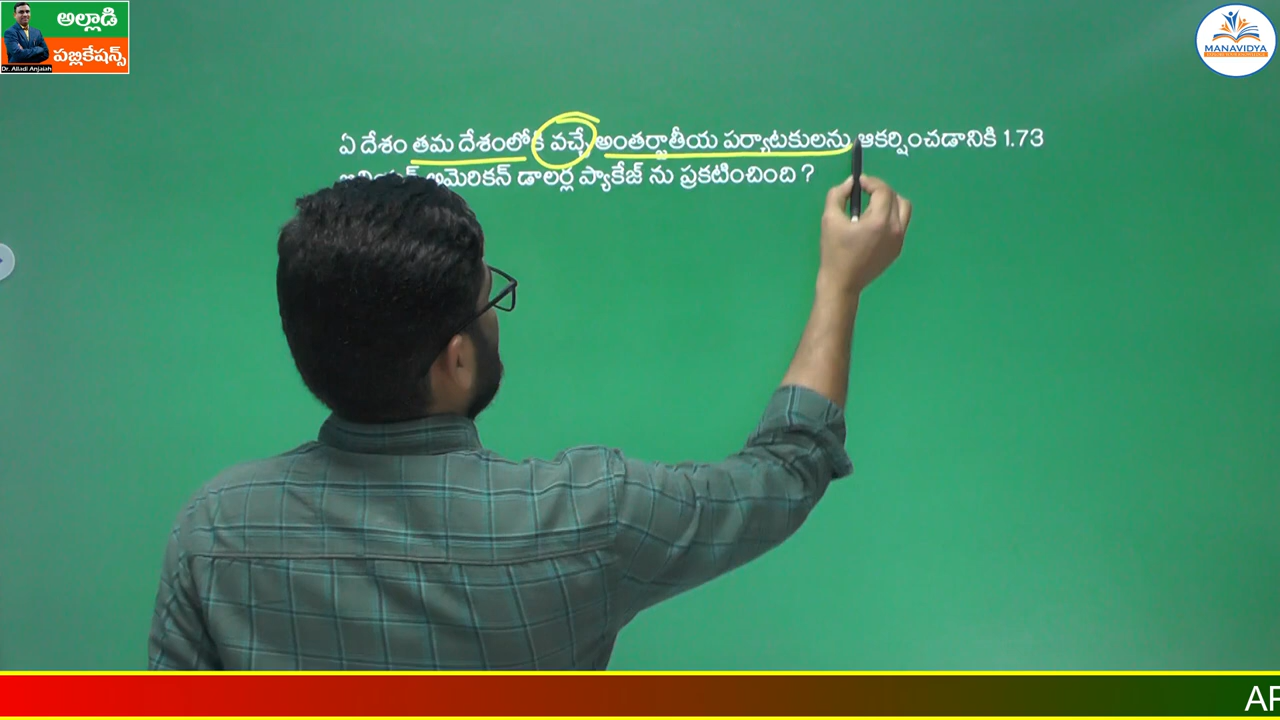 అల్లాడి
పబ్లికేషన్స్
Dr. Alladi Anjaiah
MANAVIDYA
ఏ దేశం తమ దేశంలోకి వచ్చే అంతర్జాతీయ పర్యాటకులను ఆకర్షించడానికి 1.73
అమెరికన్ డాలర్ల ప్యాకేజ్ ను ప్రకటించింది ?